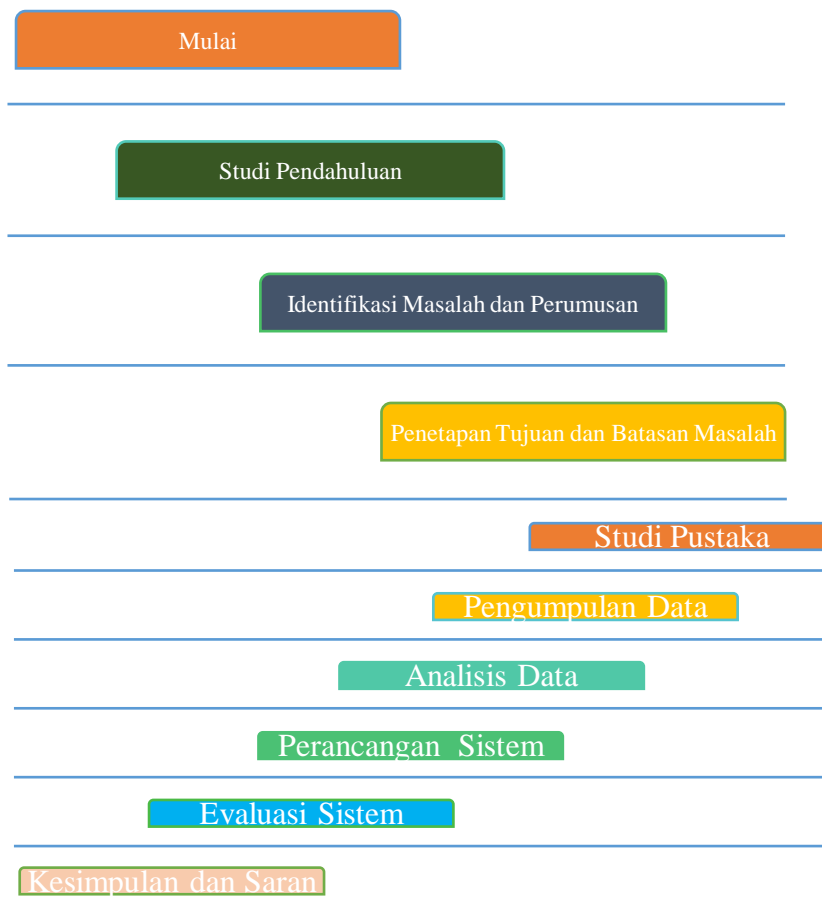 Mulai
Studi Pendahuluan
Identifikasi Masalah dan Perumusan
Penetapan Tujuan dan Batasan Masalah
Studi Pustaka
Pengumpulan Data
Analisis Data
Perancangan Sistem
Evaluasi Sistem
Kesimpulan dan Saran